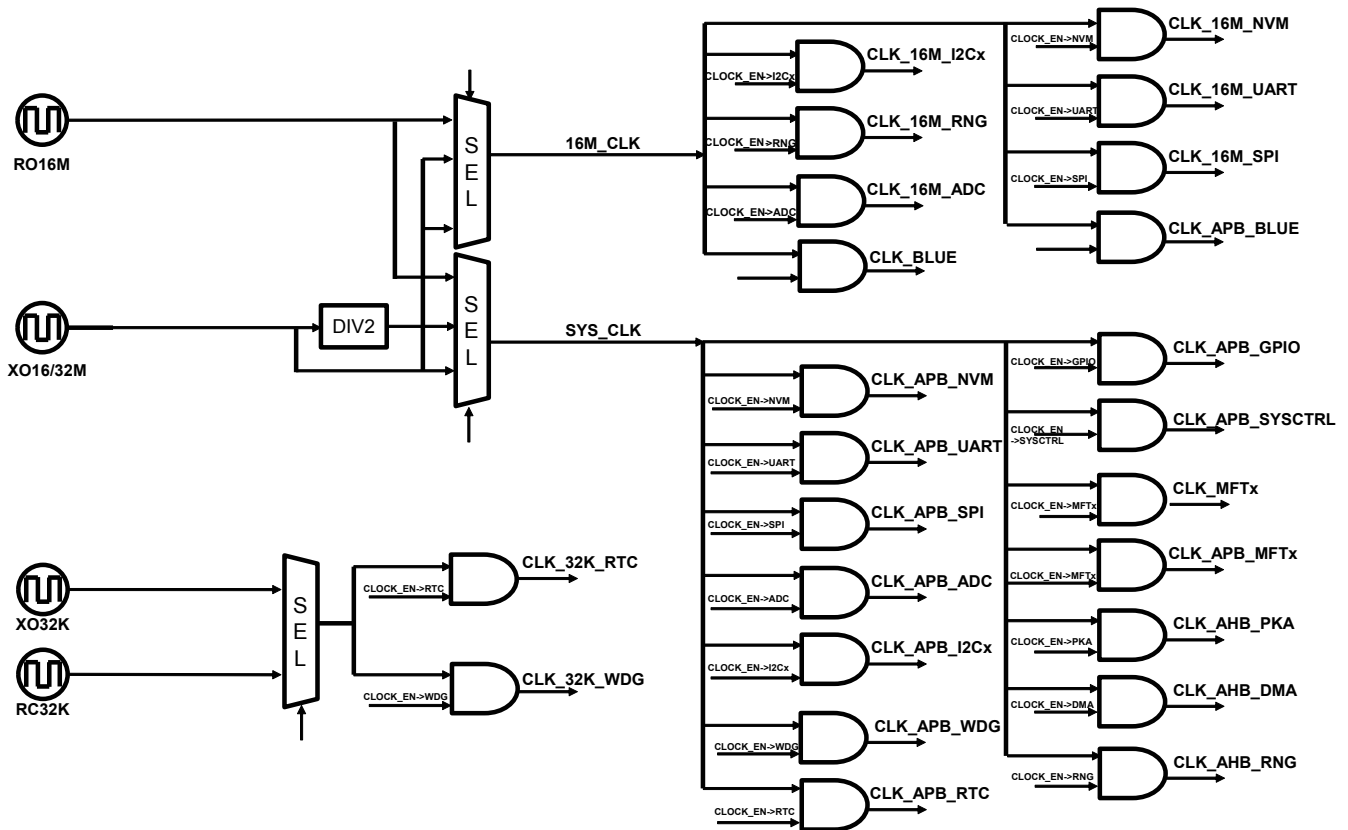 RO16M
XO16/32M
DIV2
SEL
SEL
16M_CLK
SYS_CLK
CLOCK_EN->I2Cx
CLK_16M_I2Cx
CLOCK_EN->RNG
CLK_16M_RNG
CLOCK_EN->ADC
CLK_16M_ADC
CLK_BLUE
CLOCK_EN->NVM
CLK_16M_NVM
CLOCK_EN->UART
CLK_16M_UART
CLOCK_EN->SPI
CLK_16M_SPI
CLK_APB_BLUE
CLOCK_EN->NVM
CLK_APB_NVM
CLOCK_EN->UART
CLK_APB_UART
CLOCK_EN->SPI
CLK_APB_SPI
CLOCK_EN->ADC
CLK_APB_ADC
CLOCK_EN->I2Cx
CLK_APB_I2Cx
CLOCK_EN->WDG
CLK_APB_WDG
CLOCK_EN->RTC
CLK_APB_RTC
CLOCK_EN->GPIO
CLK_APB_GPIO
CLOCK_EN
->SYSCTRL
CLK_APB_SYSCTRL
CLOCK_EN->MFTx
CLK_MFTx
CLOCK_EN->MFTx
CLK_APB_MFTx
CLOCK_EN->PKA
CLK_AHB_PKA
CLOCK_EN->DMA
CLK_AHB_DMA
CLOCK_EN->RNG
CLK_AHB_RNG
XO32K
RC32K
SEL
CLOCK_EN->RTC
CLK_32K_RTC
CLOCK_EN->WDG
CLK_32K_WDG